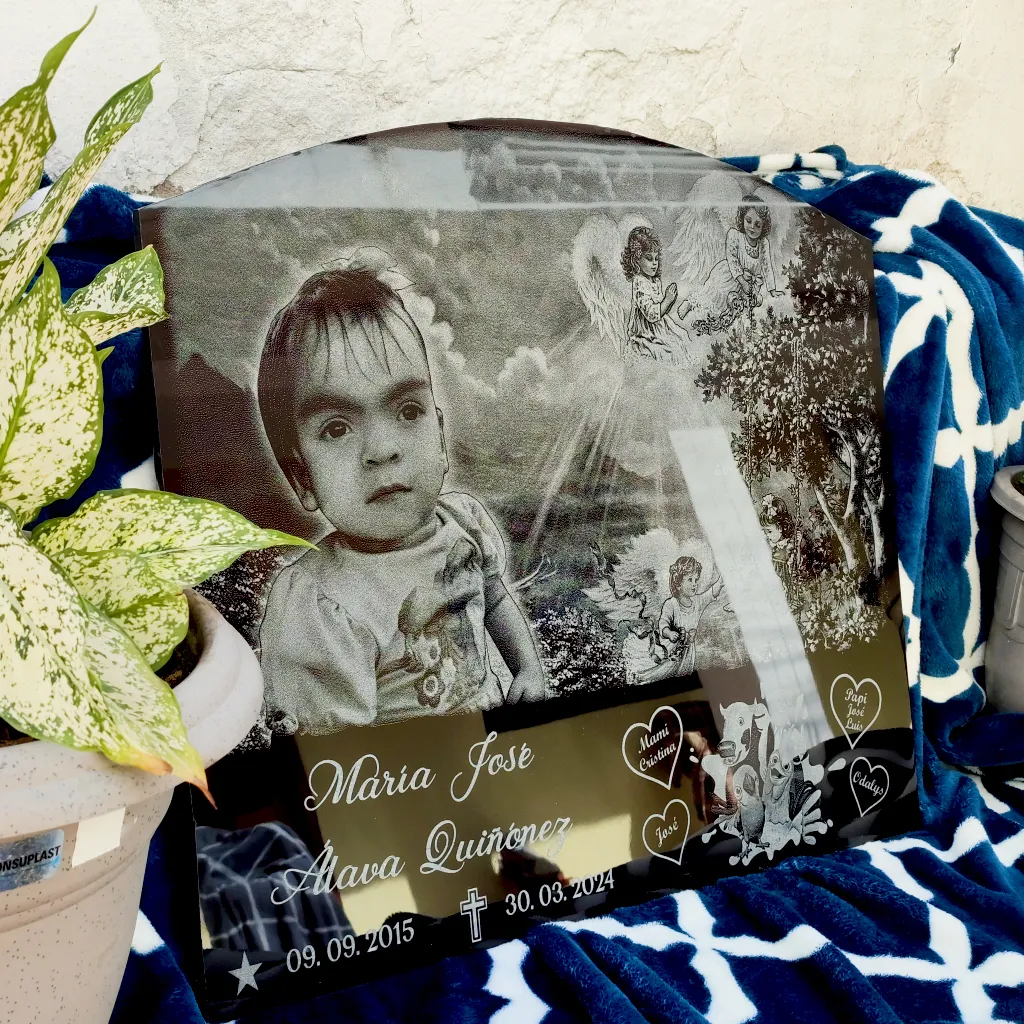 María José
Álava Quiñónez
09. 09. 2015
30. 03. 2024
Mami
Cristina
José
Papi
José
Luis
Odalys
ONSUPLAST